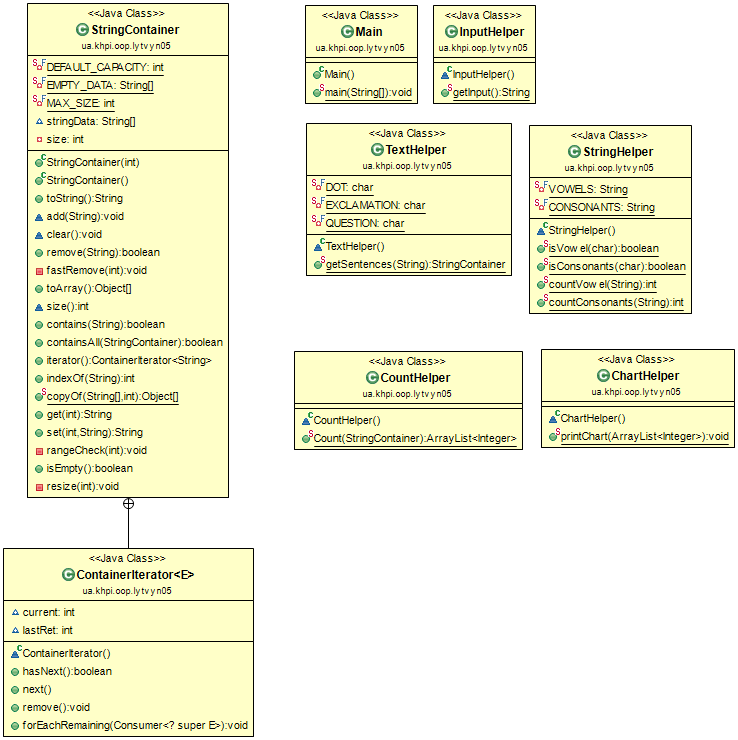 <<Java Class>>
StringContainer
ua.khpi.oop.lytvyn05
DEFAULT_CAPACITY: int
EMPTY_DATA: String[]
MAX_SIZE: int
stringData: String[]
size: int
StringContainer(int)
StringContainer()
toString():String
add(String):void
clear():void
remove(String):boolean
fastRemove(int):void
toArray():Object[]
size():int
contains(String):boolean
containsAll(StringContainer):boolean
iterator():ContainerIterator<String>
indexOf(String):int
copyOf(String[],int):Object[]
get(int):String
set(int,String):String
rangeCheck(int):void
isEmpty():boolean
resize(int):void
<<Java Class>>
Main
ua.khpi.oop.lytvyn05
Main()
main(String[]):void
<<Java Class>>
InputHelper
ua.khpi.oop.lytvyn05
InputHelper()
getInput():String
<<Java Class>>
TextHelper
ua.khpi.oop.lytvyn05
DOT: char
EXCLAMATION: char
QUESTION: char
TextHelper()
getSentences(String):StringContainer
<<Java Class>>
StringHelper
ua.khpi.oop.lytvyn05
VOWELS: String
CONSONANTS: String
StringHelper()
isVowel(char):boolean
isConsonants(char):boolean
countVowel(String):int
countConsonants(String):int
<<Java Class>>
CountHelper
ua.khpi.oop.lytvyn05
CountHelper()
Count(StringContainer):ArrayList<Integer>
<<Java Class>>
ChartHelper
ua.khpi.oop.lytvyn05
ChartHelper()
printChart(ArrayList<Integer>):void
<<Java Class>>
ContainerIterator<E>
ua.khpi.oop.lytvyn05
current: int
lastRet: int
ContainerIterator()
hasNext():boolean
next()
remove():void
forEachRemaining(Consumer<? super E>):void